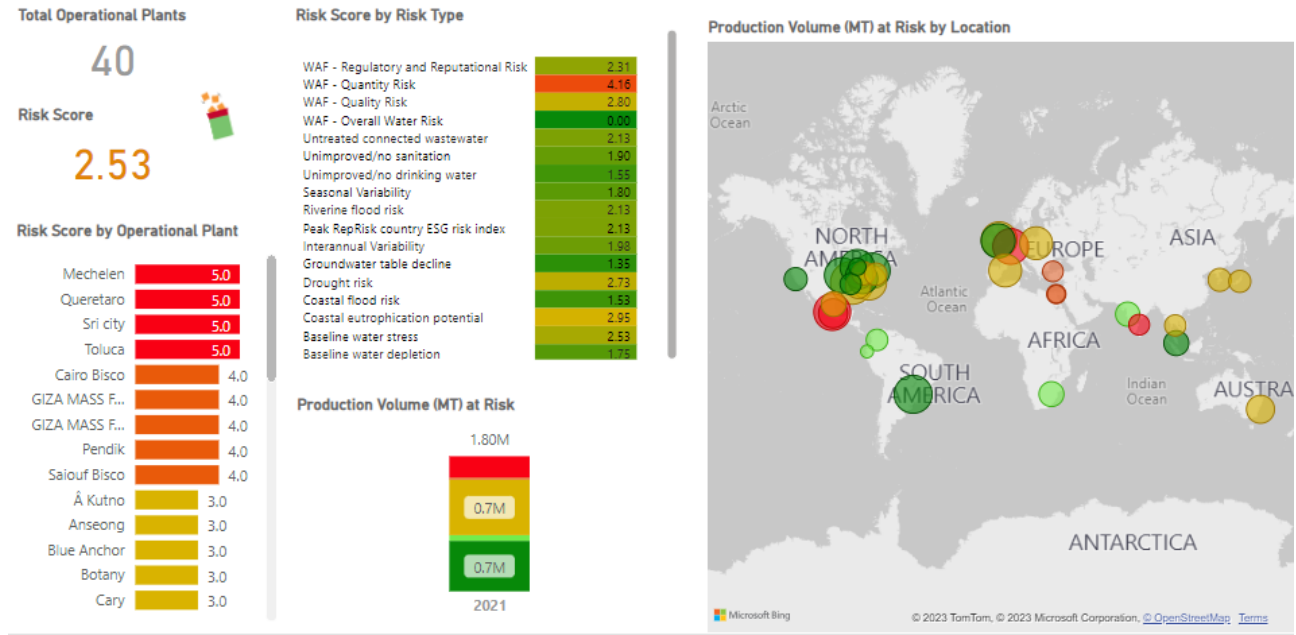 Total Operational Plants
40
Risk Score
2.53
Risk Score by Operational Plant
Mechelen 5.0
Queretaro 5.0
Sri city 5.0
Toluca 5.0
Cairo Bisco 4.0
GIZA MASS F... 4.0
GIZA MASS F... 4.0
Pendik 4.0
Saiouf Bisco 4.0
Â Kutno 3.0
Anseong 3.0
Blue Anchor 3.0
Botany 3.0
Cary 3.0
Risk Score by Risk Type
WAF - Regulatory and Reputational Risk 2.31
WAF - Quantity Risk 4.16
WAF - Quality Risk 2.80
WAF - Overall Water Risk 0.00
Untreated connected wastewater 2.13
Unimproved/no sanitation 1.90
Unimproved/no drinking water 1.55
Seasonal Variability 1.80
Riverine flood risk 2.13
Peak RepRisk country ESG risk index 2.13
Interannual Variability 1.98
Groundwater table decline 1.35
Drought risk 2.73
Coastal flood risk 1.53
Coastal eutrophication potential 2.95
Baseline water stress 2.53
Baseline water depletion 1.75
Production Volume (MT) at Risk
1.80M
0.7M
0.7M
2021
Production Volume (MT) at Risk by Location
Arctic
Ocean
NORTH
AMERICA
EUROPE
ASIA
Atlantic
Ocean
AFRICA
SOUTH
AMERICA
Indian
Ocean
AUSTRA
ANTARCTICA
Microsoft Bing
© 2023 TomTom, © 2023 Microsoft Corporation, © OpenStreetMap Terms